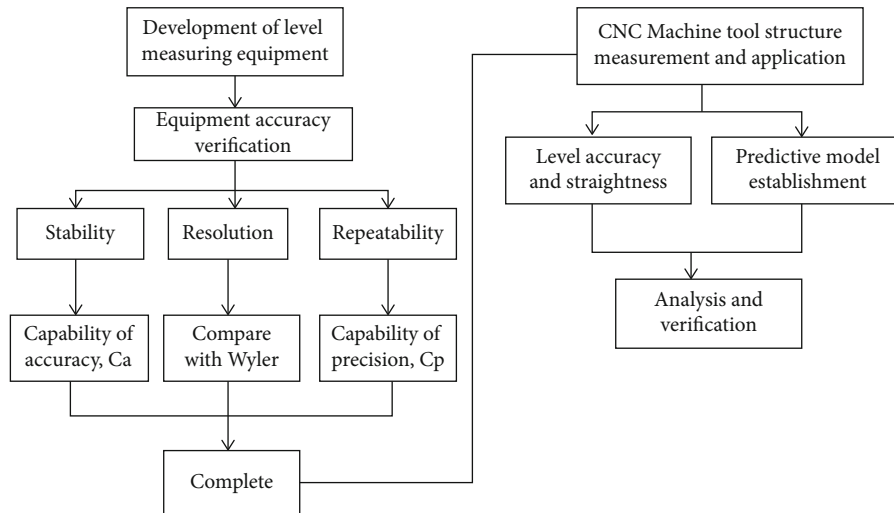 Development of level
measuring equipment
Equipment accuracy
verification
Stability
Resolution
Repeatability
Capability of
accuracy, Ca
Compare
with Wyler
Capability of
precision, Cp
Complete
CNC Machine tool structure
measurement and application
Level accuracy
and straightness
Predictive model
establishment
Analysis and
verification